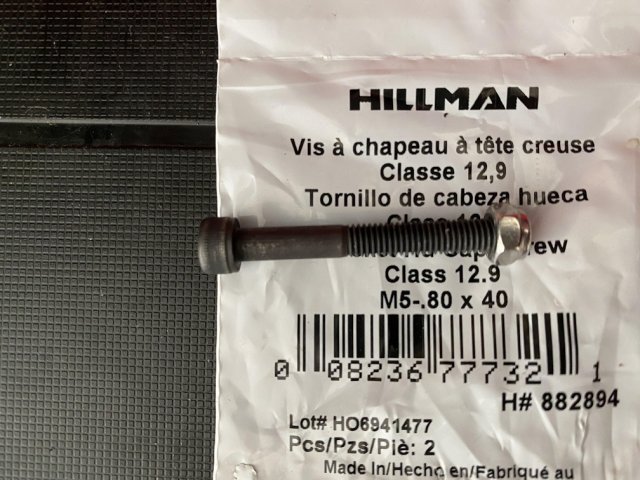 HILLMAN
Vis à chapeau à tête creuse
Classe 12,9
Tornillo de cabeza hueca
Class 12.9
M5-.80 x 40
0 08236 77732 1
H# 882894
Lot# HO6941477
Pcs/Pzs/Piè: 2
Made In/Hecho en/Fabriqué au